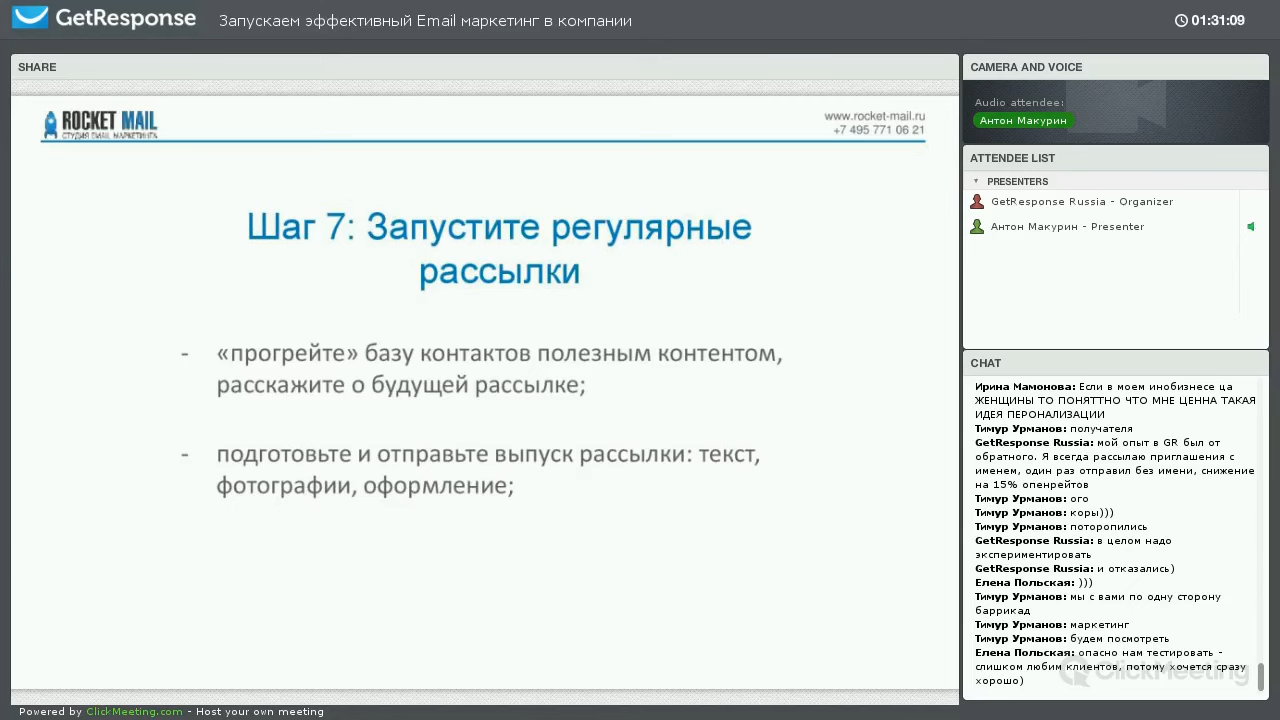 GetResponse
Запускаем эффективный Email маркетинг в компании
01:31:09
SHARE
ROCKET MAIL
СТУДИЯ EMAIL МАРКЕТИНГА
www.rocket-mail.ru
+7 495 771 06 21
Шаг 7: Запустите регулярные
рассылки
- «прогрейте» базу контактов полезным контентом,
расскажите о будущей рассылке;
- подготовьте и отправьте выпуск рассылки: текст,
фотографии, оформление;
CAMERA AND VOICE
Audio attendee:
Антон Макурин
ATTENDEE LIST
PRESENTERS
GetResponse Russia - Organizer
Антон Макурин - Presenter
CHAT
Ирина Мамонова: Если в моем инобизнесе ца
ЖЕНЩИНЫ ТО ПОНЯТТНО ЧТО МНЕ ЦЕННА ТАКАЯ
ИДЕЯ ПЕРОНАЛИЗАЦИИ
Тимур Урманов: получателя
GetResponse Russia: мой опыт в GR был от
обратного. Я всегда рассылаю приглашения с
именем, один раз отправил без имени, снижение
на 15% опенрейтов
Тимур Урманов: ого
Тимур Урманов: коры)))
Тимур Урманов: поторопились
GetResponse Russia: в целом надо
экспериментировать
GetResponse Russia: и отказались)
Елена Польская: )))
Тимур Урманов: мы с вами по одну сторону
баррикад
Тимур Урманов: маркетинг
Тимур Урманов: будем посмотреть
Елена Польская: опасно нам тестировать -
слишком любим клиентов, потому хочется сразу
хорошо)
ClickMeeting
Powered by ClickMeeting.com - Host your own meeting